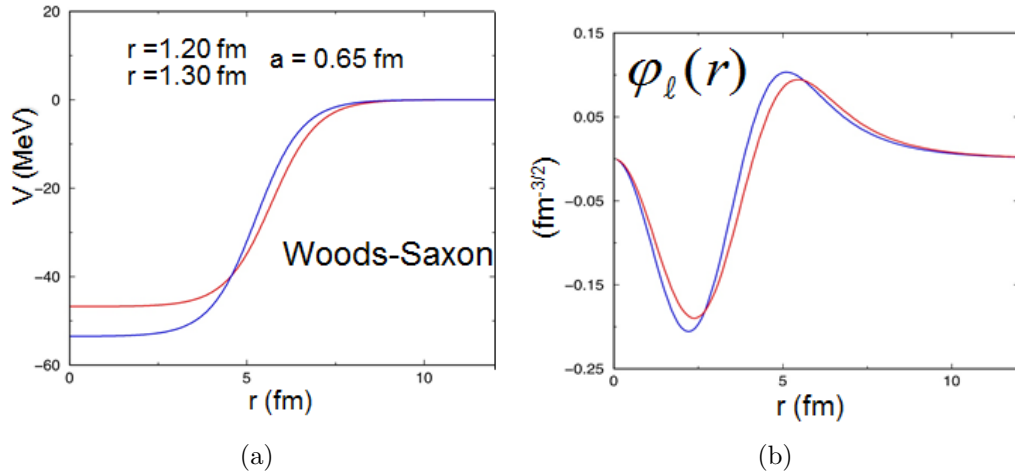 20
0
−20
−40
−60
V (MeV)
r =1.20 fm
r =1.30 fm
a = 0.65 fm
Woods-Saxon
0
5
10
r (fm)
(a)
0.15
0.05
−0.05
−0.15
−0.25
(fm-3/2)
φℓ(r)
0
5
10
r (fm)
(b)